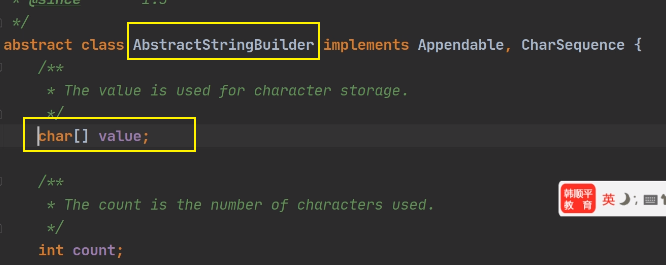 * @since 1.5
*/
abstract class AbstractStringBuilder implements Appendable, CharSequence {
/**
* The value is used for character storage.
*/
char[] value;
/**
* The count is the number of characters used.
*/
int count;
韩顺平
教育
英